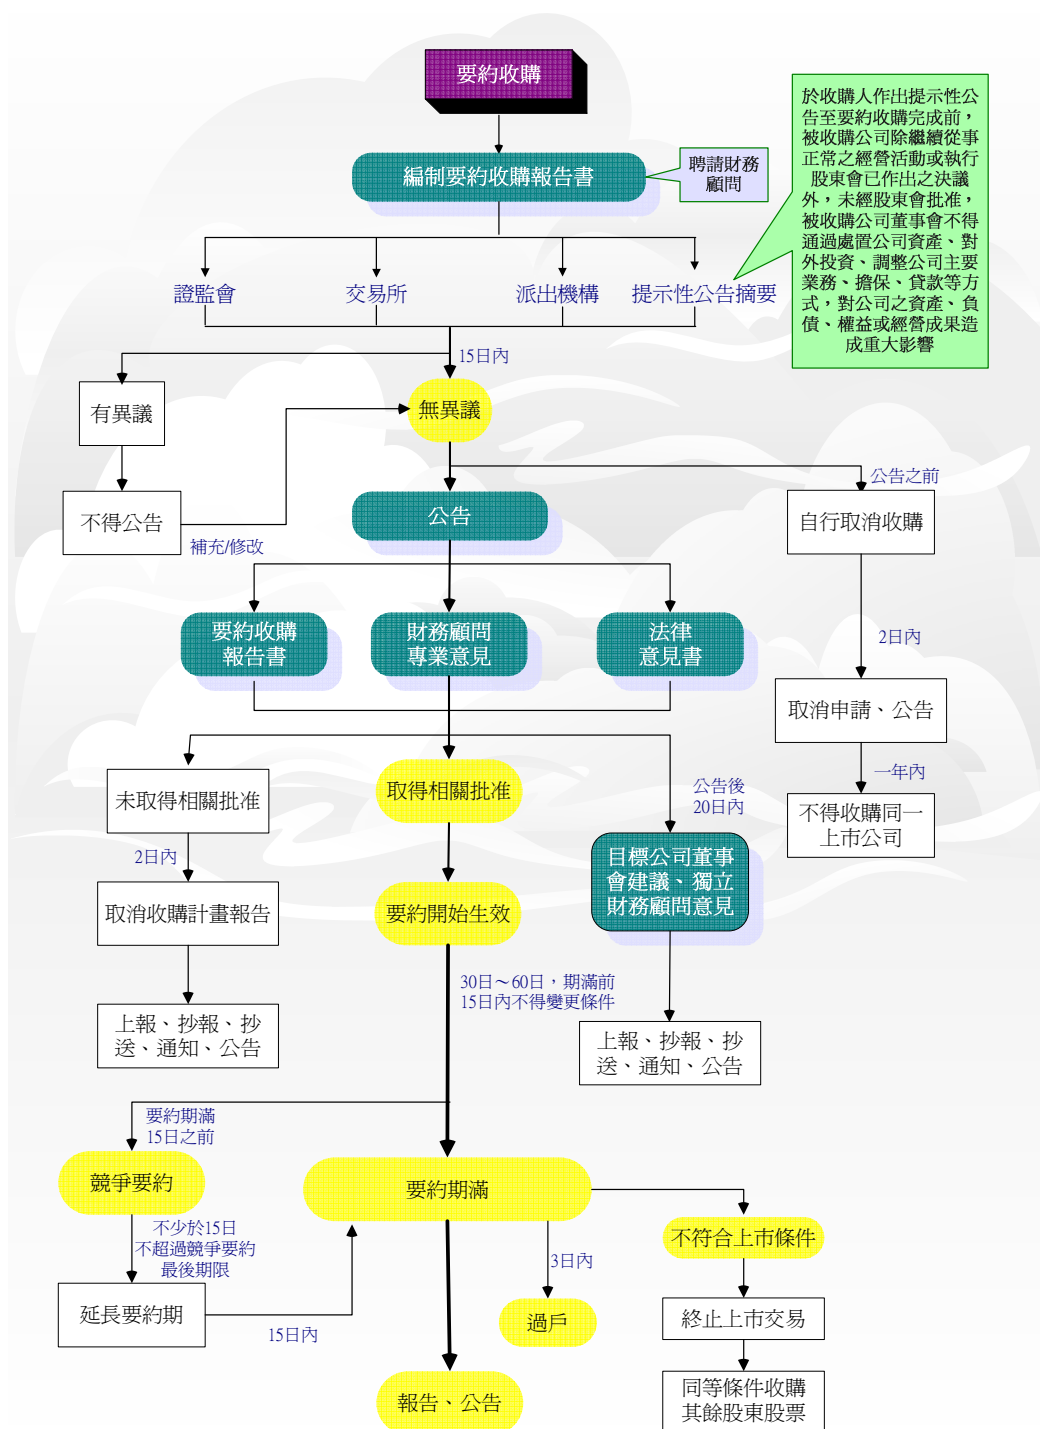 要約收購
於收購人作出提示性公
告至要約收購完成前，
被收購公司除繼續從事
正常之經營活動或執行
股東會已作出之決議
外，未經股東會批准，
被收購公司董事會不得
通過處置公司資產、對
外投資、調整公司主要
業務、擔保、貸款等方
式，對公司之資產、負
債、權益或經營成果造
成重大影響
編制要約收購報告書
聘請財務
顧問
證監會
交易所
派出機構
提示性公告摘要
15日內
有異議
無異議
不得公告
補充/修改
公告
公告之前
自行取消收購
要約收購
報告書
財務顧問
專業意見
法律
意見書
2日內
取消申請、公告
一年內
不得收購同一
上市公司
未取得相關批准
取得相關批准
公告後
20日內
2日內
目標公司董事
會建議、獨立
財務顧問意見
取消收購計畫報告
要約開始生效
30日～60日，期滿前
15日內不得變更條件
上報、抄報、抄
送、通知、公告
上報、抄報、抄
送、通知、公告
要約期滿
15日之前
競爭要約
要約期滿
不少於15日
不超過競爭要約
最後期限
不符合上市條件
3日內
延長要約期
15日內
過戶
終止上市交易
報告、公告
同等條件收購
其餘股東股票